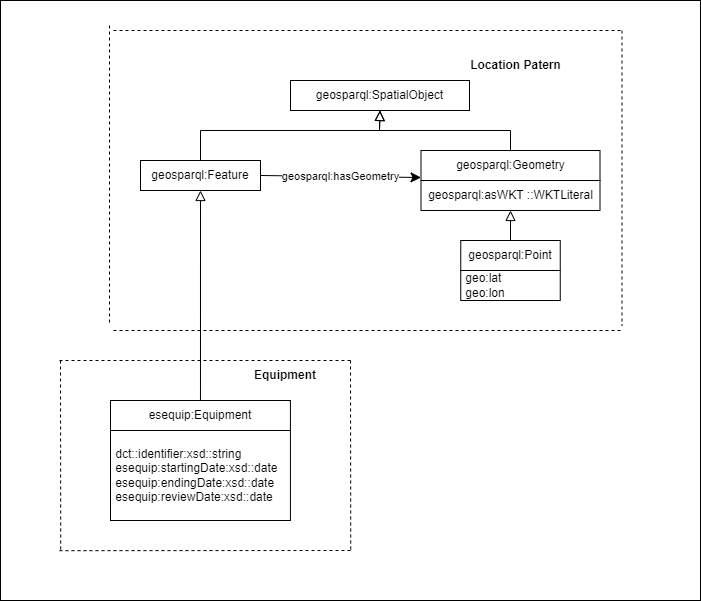 Location Patern
geosparql:SpatialObject
geosparql:Feature
geosparql:hasGeometry
geosparql:Geometry
geosparql:asWKT ::WKTLiteral
geosparql:Point
geo:lat
geo:lon
Equipment
esequip:Equipment
dct::identifier:xsd::string
esequip:startingDate:xsd::date
esequip:endingDate:xsd::date
esequip:reviewDate:xsd::date